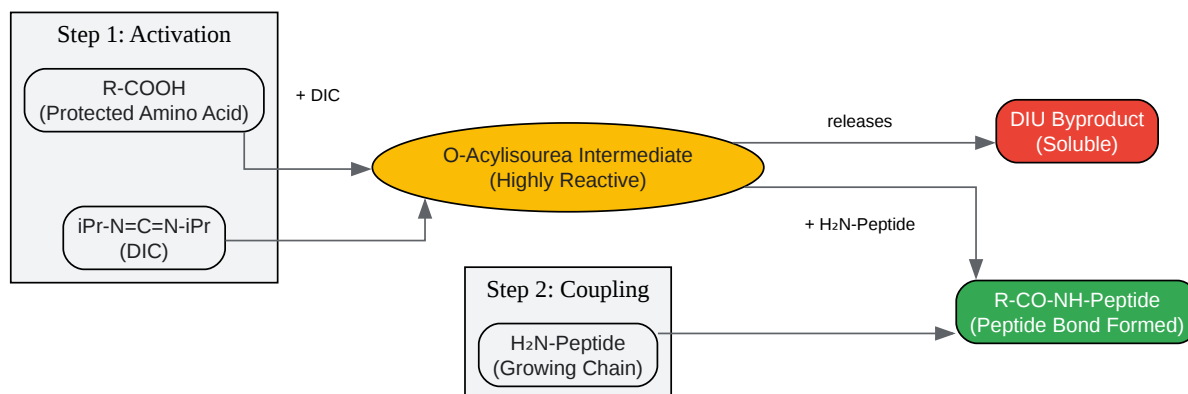 Step 1: Activation
R-COOH
(Protected Amino Acid)
+ DIC
iPr-N=C=N-iPr
(DIC)
O-Acylisourea Intermediate
(Highly Reactive)
releases
DIU Byproduct
(Soluble)
+ H₂N-Peptide
Step 2: Coupling
H₂N-Peptide
(Growing Chain)
R-CO-NH-Peptide
(Peptide Bond Formed)